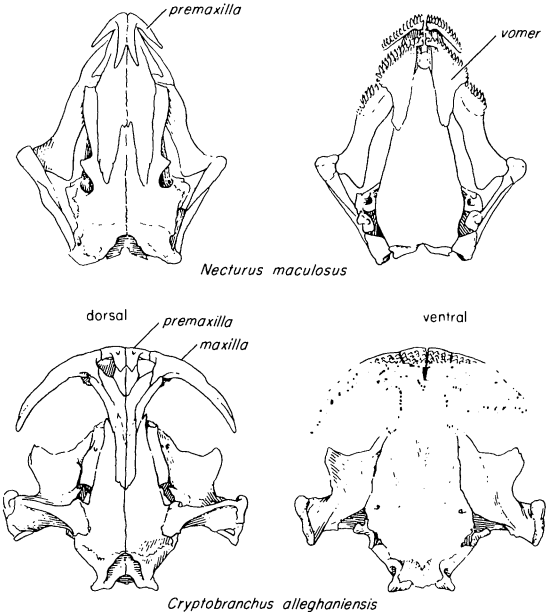 premaxilla
vomer
Necturus maculosus
dorsal
premaxilla
maxilla
ventral
Cryptobranchus alleghaniensis